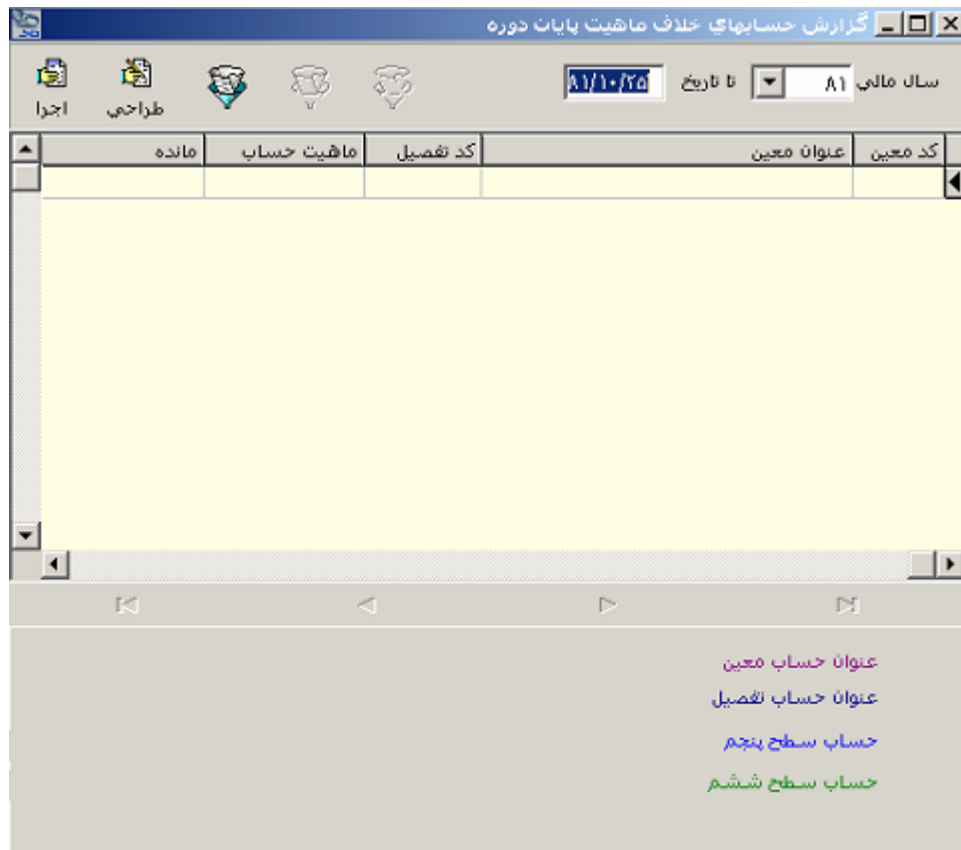 گزارش حسابهاي خلاف ماهيت پايان دوره
سال مالي ۸۱ تا تاريخ ۸۱/۱۰/۲۵
طراحي اجرا
کد معين عنوان معين کد تفصيل ماهيت حساب مانده
عنوان حساب معين
عنوان حساب تفصيل
حساب سطح پنجم
حساب سطح ششم